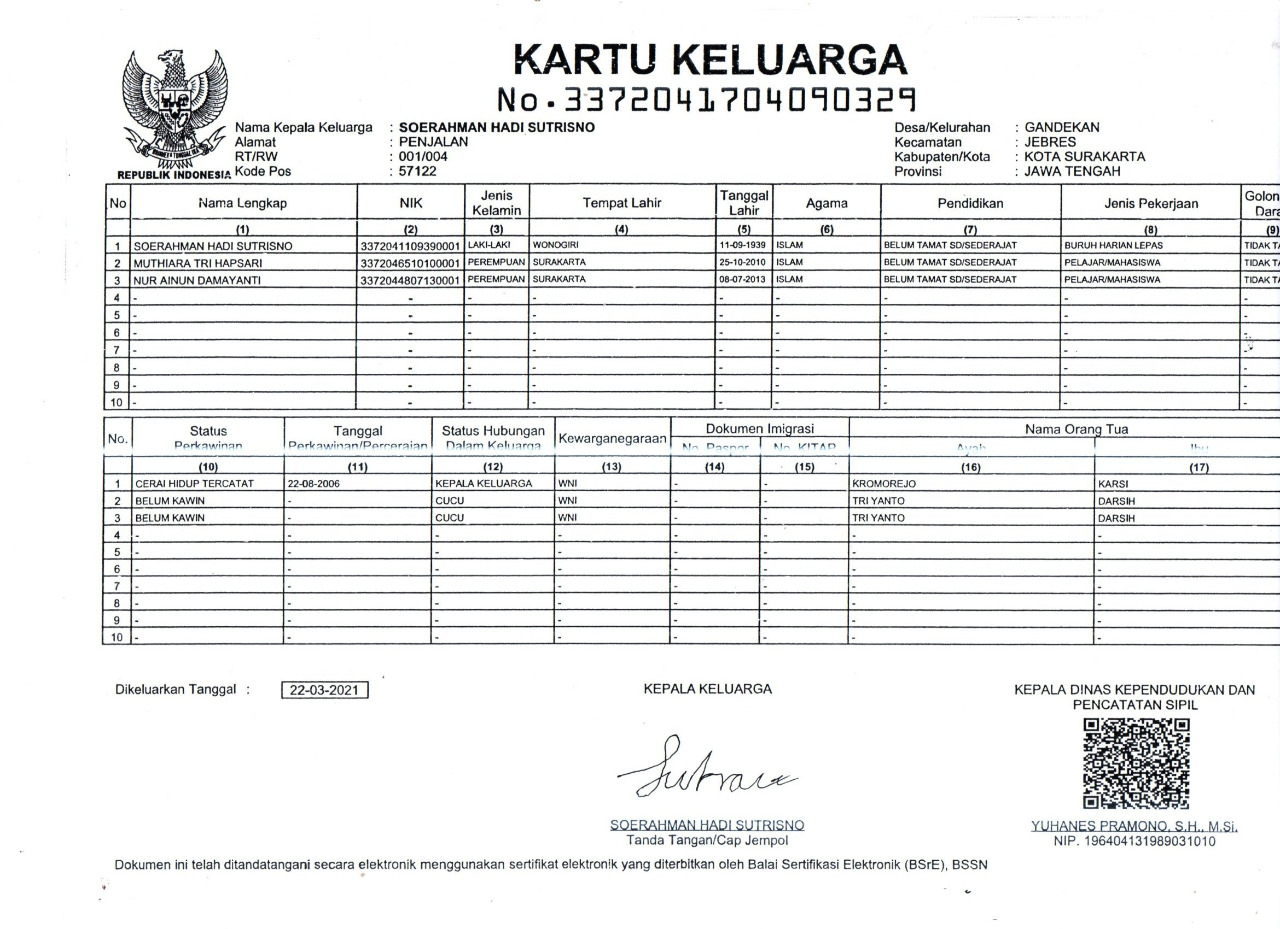 KARTU KELUARGA
No.3372041704090329
Nama Kepala Keluarga : SOERAHMAN HADI SUTRISNO
Alamat : PENJALAN
RT/RW : 001/004
Kode Pos : 57122
REPUBLIK INDONESIA
Desa/Kelurahan : GANDEKAN
Kecamatan : JEBRES
Kabupaten/Kota : KOTA SURAKARTA
Provinsi : JAWA TENGAH
No Nama Lengkap NIK Jenis Kelamin Tempat Lahir Tanggal Lahir Agama Pendidikan Jenis Pekerjaan Golon Dara
(1) (2) (3) (4) (5) (6) (7) (8) (9)
1 SOERAHMAN HADI SUTRISNO 3372041109390001 LAKI-LAKI WONOGIRI 11-09-1939 ISLAM BELUM TAMAT SD/SEDERAJAT BURUH HARIAN LEPAS TIDAK TA
2 MUTHIARA TRI HAPSARI 3372046510100001 PEREMPUAN SURAKARTA 25-10-2010 ISLAM BELUM TAMAT SD/SEDERAJAT PELAJAR/MAHASISWA TIDAK TA
3 NUR AINUN DAMAYANTI 3372044807130001 PEREMPUAN SURAKARTA 08-07-2013 ISLAM BELUM TAMAT SD/SEDERAJAT PELAJAR/MAHASISWA TIDAK TA
4 - - - - - - - - -
5 - - - - - - - - -
6 - - - - - - - - -
7 - - - - - - - - -
8 - - - - - - - - -
9 - - - - - - - - -
10 - - - - - - - - -
No. Status Perkawinan Tanggal Perkawinan/Perceraian Status Hubungan Dalam Keluarga Kewarganegaraan Dokumen Imigrasi Nama Orang Tua
No. Paspor No. KITAP Ayah Ibu
(10) (11) (12) (13) (14) (15) (16) (17)
1 CERAI HIDUP TERCATAT 22-08-2006 KEPALA KELUARGA WNI - - KROMOREJO KARSI
2 BELUM KAWIN - CUCU WNI - - TRI YANTO DARSIH
3 BELUM KAWIN - CUCU WNI - - TRI YANTO DARSIH
4 - - - - - - - -
5 - - - - - - - -
6 - - - - - - - -
7 - - - - - - - -
8 - - - - - - - -
9 - - - - - - - -
10 - - - - - - - -
Dikeluarkan Tanggal : 22-03-2021
KEPALA KELUARGA
SOERAHMAN HADI SUTRISNO
Tanda Tangan/Cap Jempol
KEPALA DINAS KEPENDUDUKAN DAN
PENCATATAN SIPIL
YUHANES PRAMONO, S.H., M.Si.
NIP. 196404131989031010
Dokumen ini telah ditandatangani secara elektronik menggunakan sertifikat elektronik yang diterbitkan oleh Balai Sertifikasi Elektronik (BSrE), BSSN